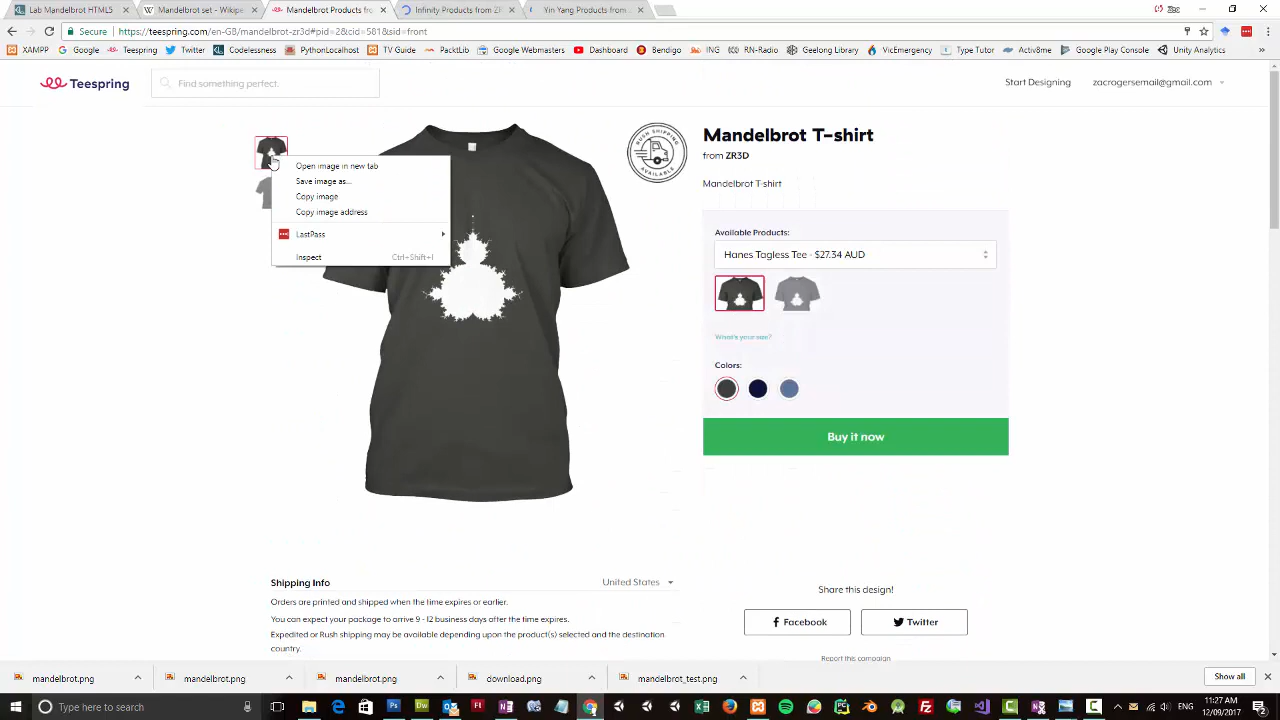 Lab Mandelbrot HTML5
Mandelbrot set - Wikipe
Mandelbrot Products fro
Infinity Products from ZR
Yin Yang Products from
Zac
Secure
https://teespring.com/en-GB/mandelbrot-zr3d#pid=2&cid=581&sid=front
XAMPP
Google
Teespring
Twitter
Codelessness
Zoptal
TV Guide
PacktLib
Google Webmasters
Dashboard
Bendigo
ING
RN-Radio
Geelong Library
VicEmergency
Type Tutor
Activ8me
Google Play Console
Unity Analytics
Teespring
Find something perfect.
Start Designing
zacrogersemail@gmail.com
RUSH SHIPPING
AVAILABLE
Mandelbrot T-shirt
from ZR3D
Mandelbrot T-shirt
Open image in new tab
Save image as...
Copy image
Copy image address
LastPass
Inspect
Ctrl+Shift+I
Available Products:
Hanes Tagless Tee - $27.34 AUD
What's your size?
Colors:
Buy it now
Shipping Info
United States
Orders are printed and shipped when the time expires or earlier.
You can expect your package to arrive 9 - 12 business days after the time expires.
Expedited or Rush shipping may be available depending upon the product(s) selected and the destination
country.
Share this design!
Facebook
Twitter
Report this campaign
mandelbrot.png
mandelbrot.png
mandelbrot.png
download.png
mandelbrot_test.png
Show all
Type here to search
ENG
11:27 AM
12/09/2017